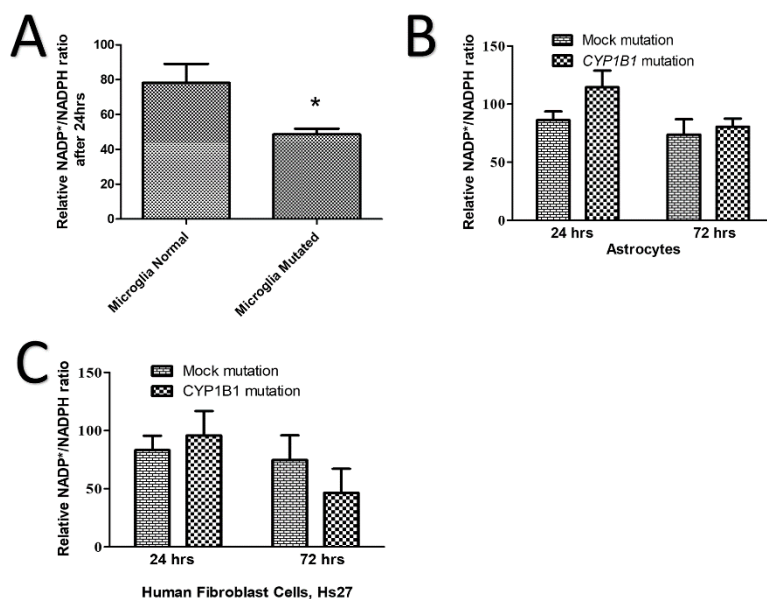 A
Relative NADP*/NADPH ratio
after 24hrs
100
80
60
40
20
0
*
Microglia Normal
Microglia Mutated
B
Relative NADP*/NADPH ratio
150
100
50
0
Mock mutation
CYP1B1 mutation
24 hrs
72 hrs
Astrocytes
C
Relative NADP*/NADPH ratio
150
100
50
0
Mock mutation
CYP1B1 mutation
24 hrs
72 hrs
Human Fibroblast Cells, Hs27